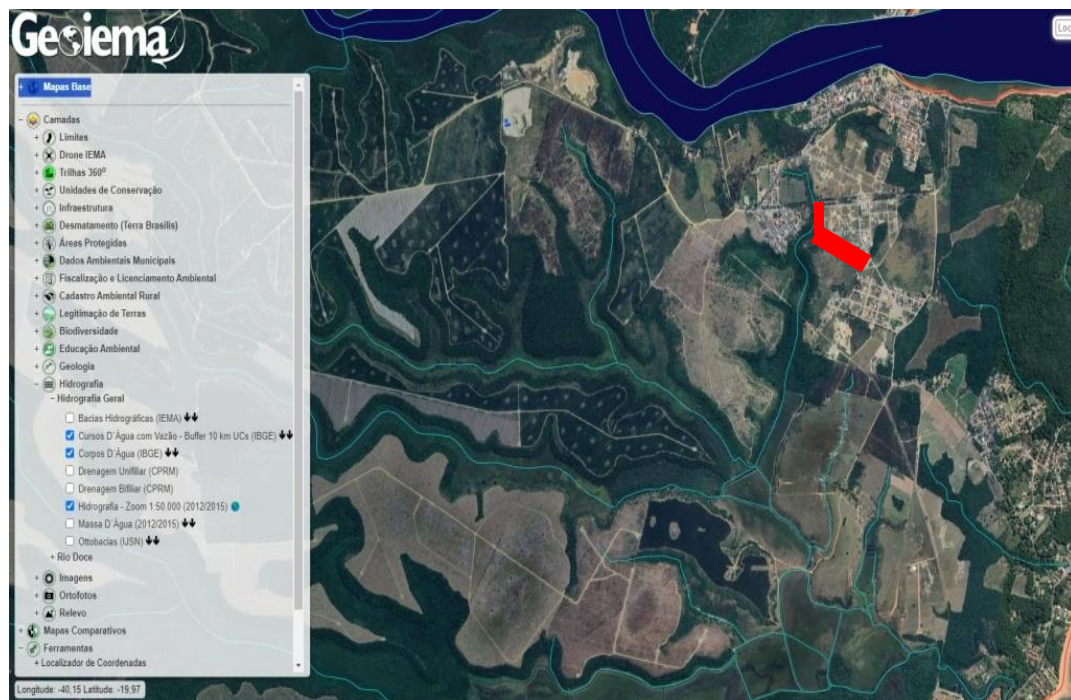 Geoiema
Loc
+ Mapas Base
− Camadas
+ Limites
+ Drone IEMA
+ Trilhas 360º
+ Unidades de Conservação
+ Infraestrutura
+ Desmatamento (Terra Brasilis)
+ Áreas Protegidas
+ Dados Ambientais Municipais
+ Fiscalização e Licenciamento Ambiental
+ Cadastro Ambiental Rural
+ Legitimação de Terras
+ Biodiversidade
+ Educação Ambiental
+ Geologia
− Hidrografia
− Hidrografia Geral
Bacias Hidrográficas (IEMA)
Cursos D´Água com Vazão - Buffer 10 km UCs (IBGE)
Corpos D´Água (IBGE)
Drenagem Unifiliar (CPRM)
Drenagem Bifiliar (CPRM)
Hidrografia - Zoom 1:50.000 (2012/2015)
Massa D´Água (2012/2015)
Ottobacias (IJSN)
+ Rio Doce
+ Imagens
+ Ortofotos
+ Relevo
+ Mapas Comparativos
− Ferramentas
+ Localizador de Coordenadas
Longitude: -40,15 Latitude: -19,97